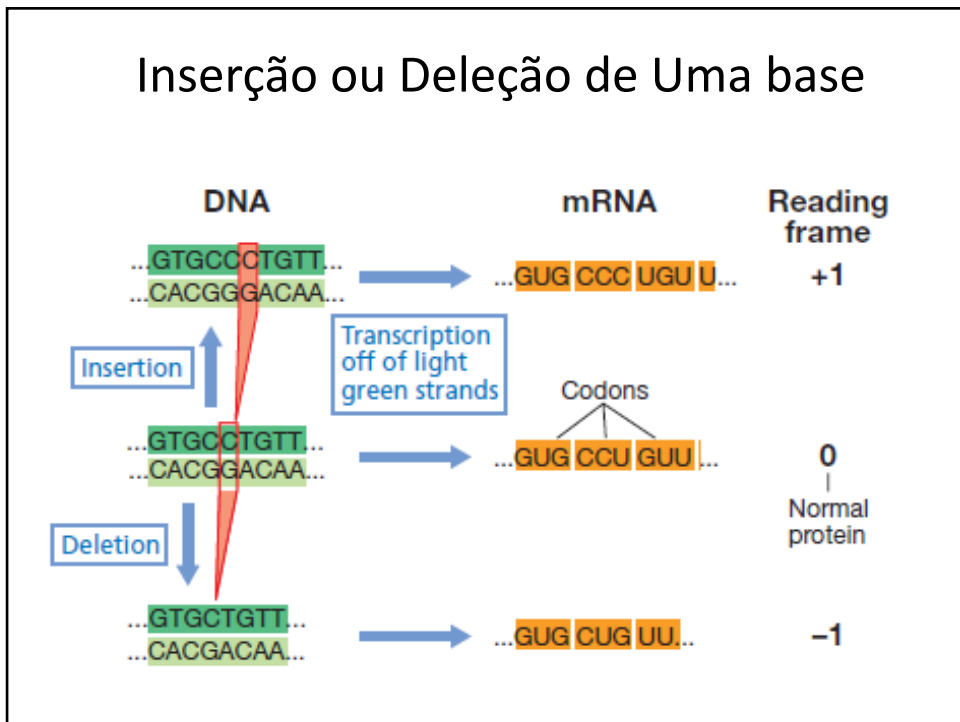 Inserção ou Deleção de Uma base
DNA
mRNA
Reading
frame
...GTGCCCTGTT...
...CACGGGACAA...
...GUG CCC UGU U...
+1
Insertion
Transcription
off of light
green strands
Codons
...GTGCCTGTT...
...CACGGACAA...
...GUG CCU GUU ...
0
Normal
protein
Deletion
...GTGCTGTT...
...CACGACAA...
...GUG CUG UU...
–1